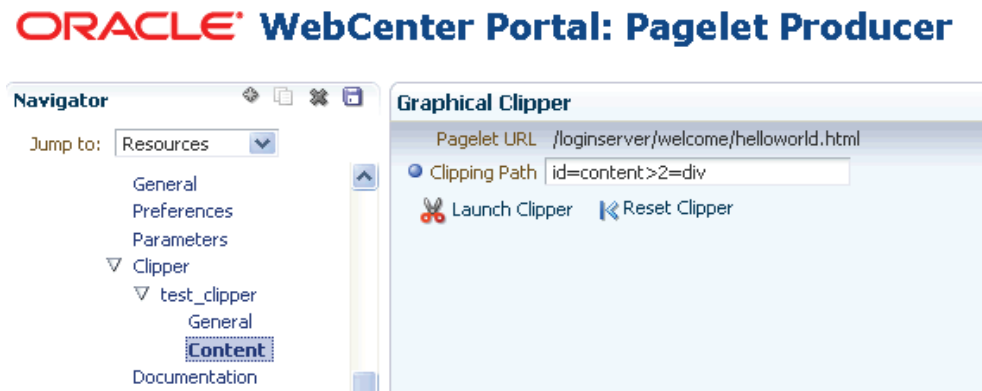 ORACLE WebCenter Portal: Pagelet Producer
Navigator
Jump to: Resources
General
Preferences
Parameters
Clipper
test_clipper
General
Content
Documentation
Graphical Clipper
Pagelet URL /loginserver/welcome/helloworld.html
Clipping Path id=content>2=div
Launch Clipper Reset Clipper